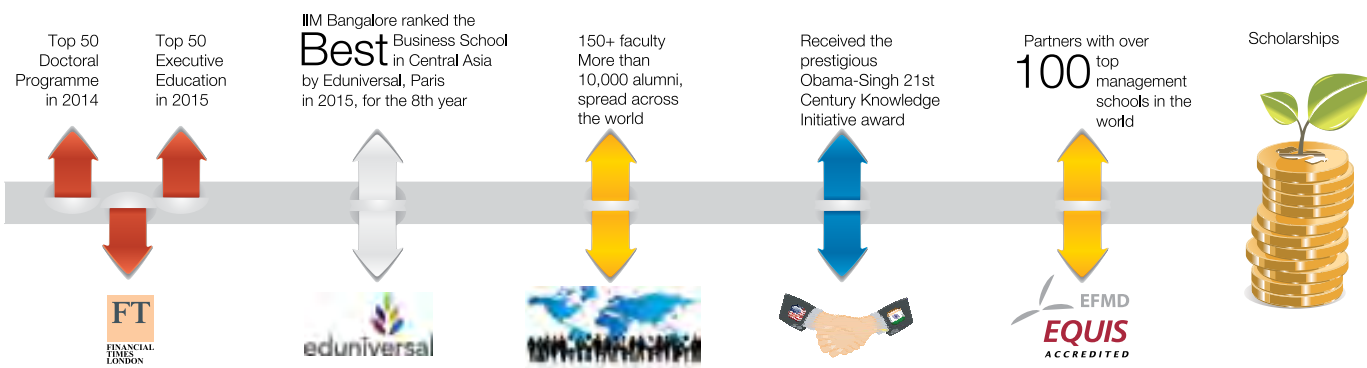 Top 50
Doctoral
Programme
in 2014
Top 50
Executive
Education
in 2015
IIM Bangalore ranked the
Best Business School
in Central Asia
by Eduniversal, Paris
in 2015, for the 8th year
150+ faculty
More than
10,000 alumni,
spread across
the world
Received the
prestigious
Obama-Singh 21st
Century Knowledge
Initiative award
Partners with over
100 top
management
schools in the
world
Scholarships
FT
FINANCIAL
TIMES
LONDON
eduniversal
EFMD
EQUIS
ACCREDITED